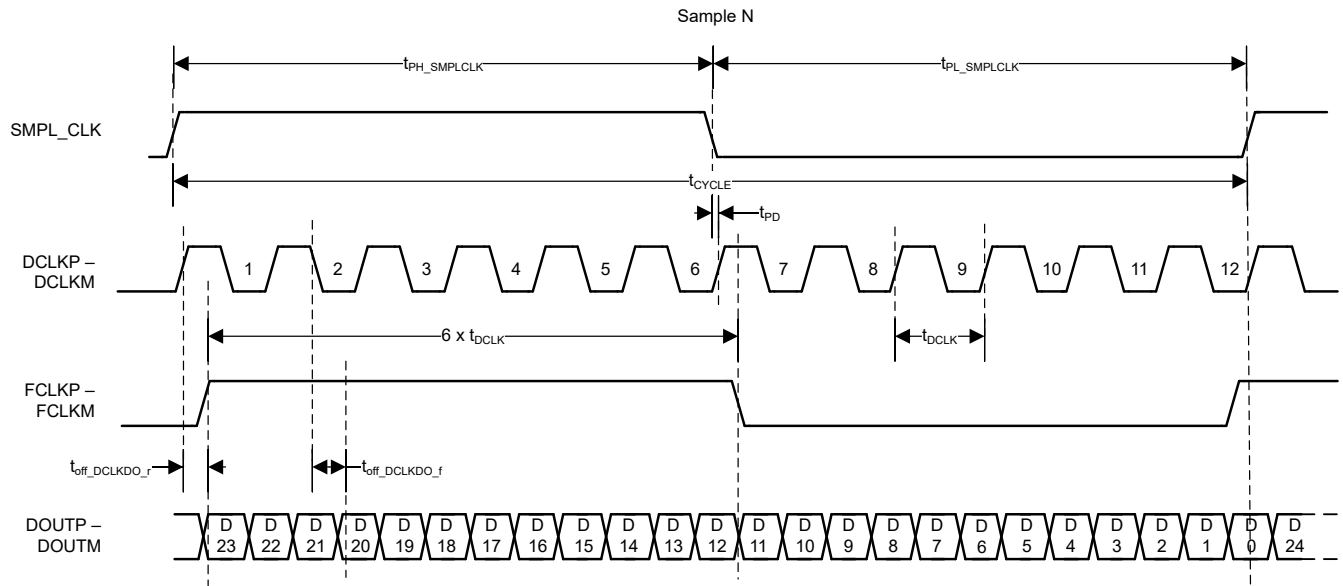 Sample N
tPH_SMPLCLK
tPL_SMPLCLK
SMPL_CLK
tCYCLE
tPD
DCLKP –
DCLKM
1 2 3 4 5 6 7 8 9 10 11 12
6 x tDCLK
tDCLK
FCLKP –
FCLKM
toff_DCLKDO_r
toff_DCLKDO_f
DOUTP –
DOUTM
D D D D D D D D D D D D D D D D D D D D D D D D D
23 22 21 20 19 18 17 16 15 14 13 12 11 10 9 8 7 6 5 4 3 2 1 0 24